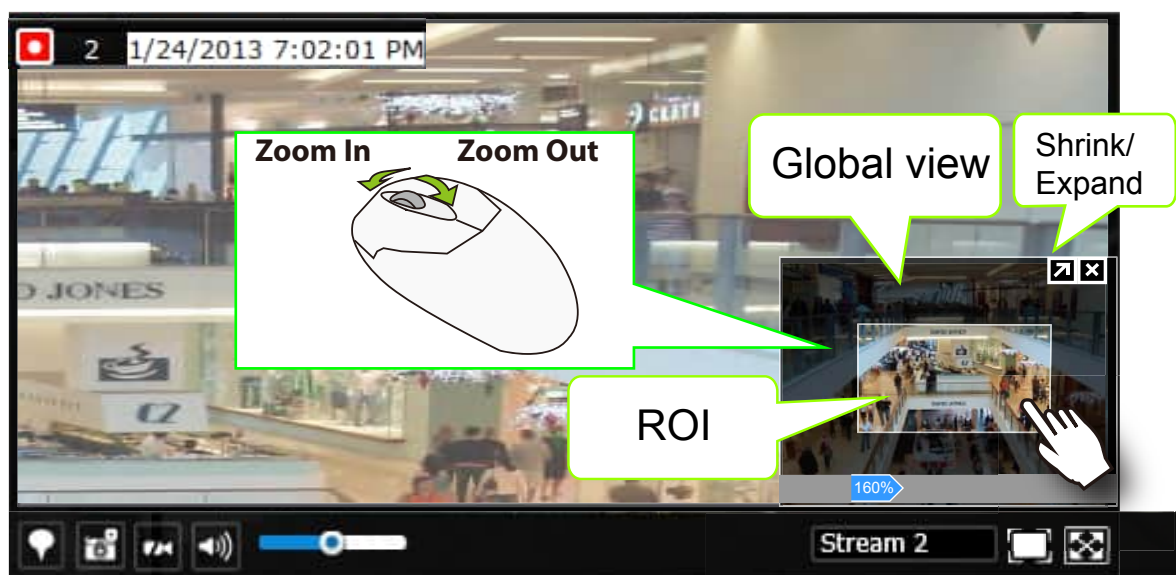 2 1/24/2013 7:02:01 PM
Zoom In Zoom Out
Global view
Shrink/
Expand
JONES
ROI
160%
Stream 2